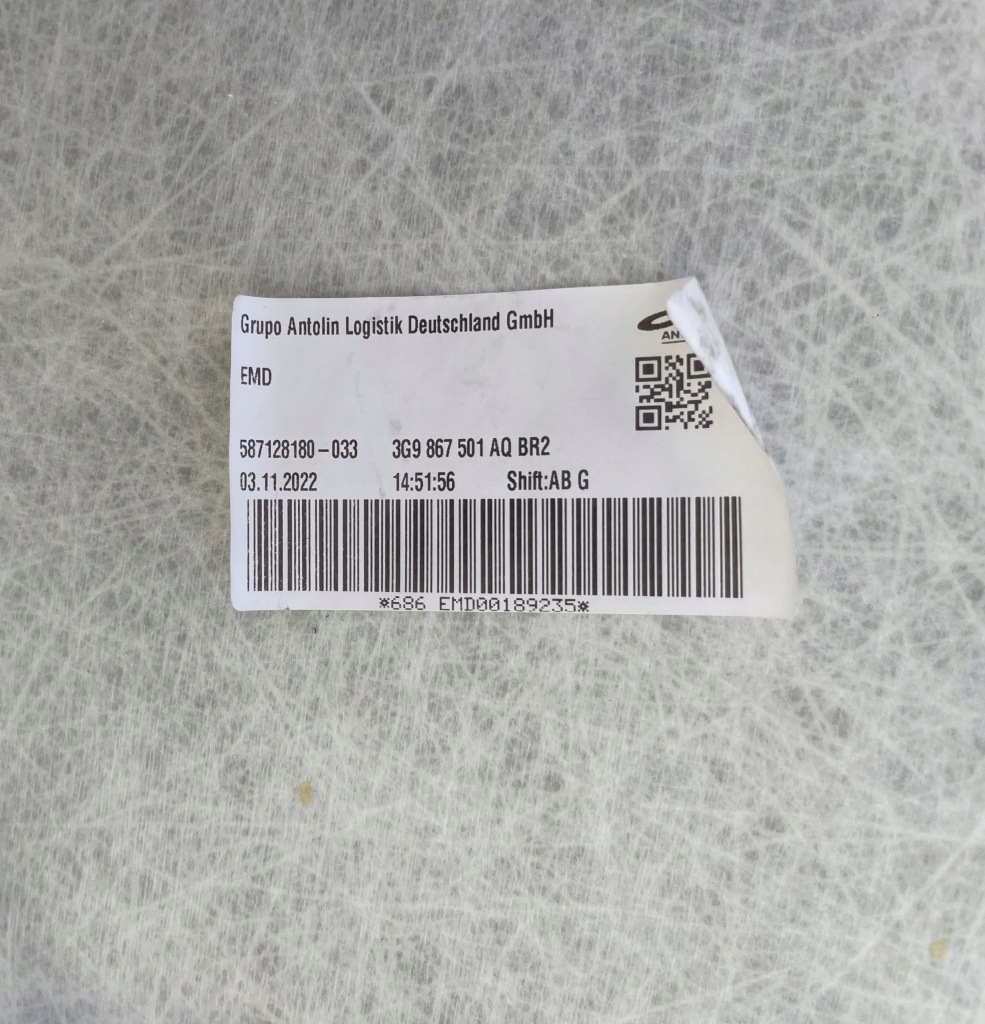 Grupo Antolin Logistik Deutschland GmbH
EMD
587128180-033 3G9 867 501 AQ BR2
03.11.2022 14:51:56 Shift:AB G
*686 EMD00189235*